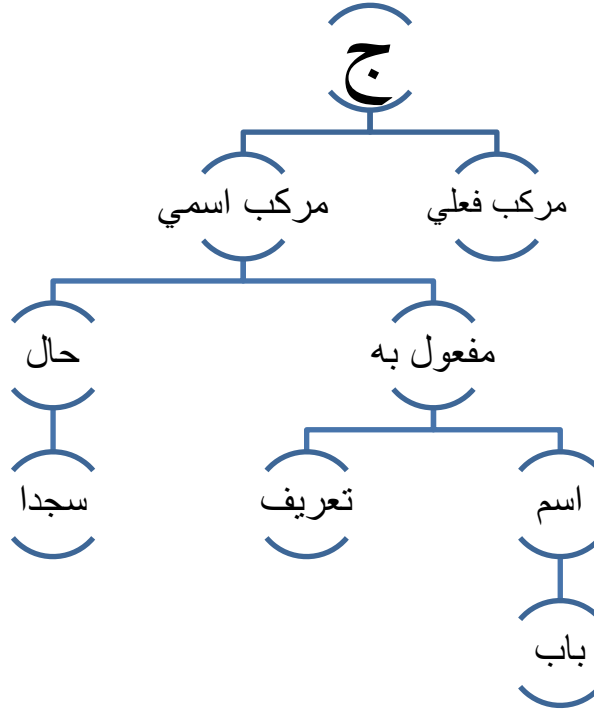 ج
مركب فعلي
مركب اسمي
مفعول به
حال
اسم
تعريف
سجدا
باب